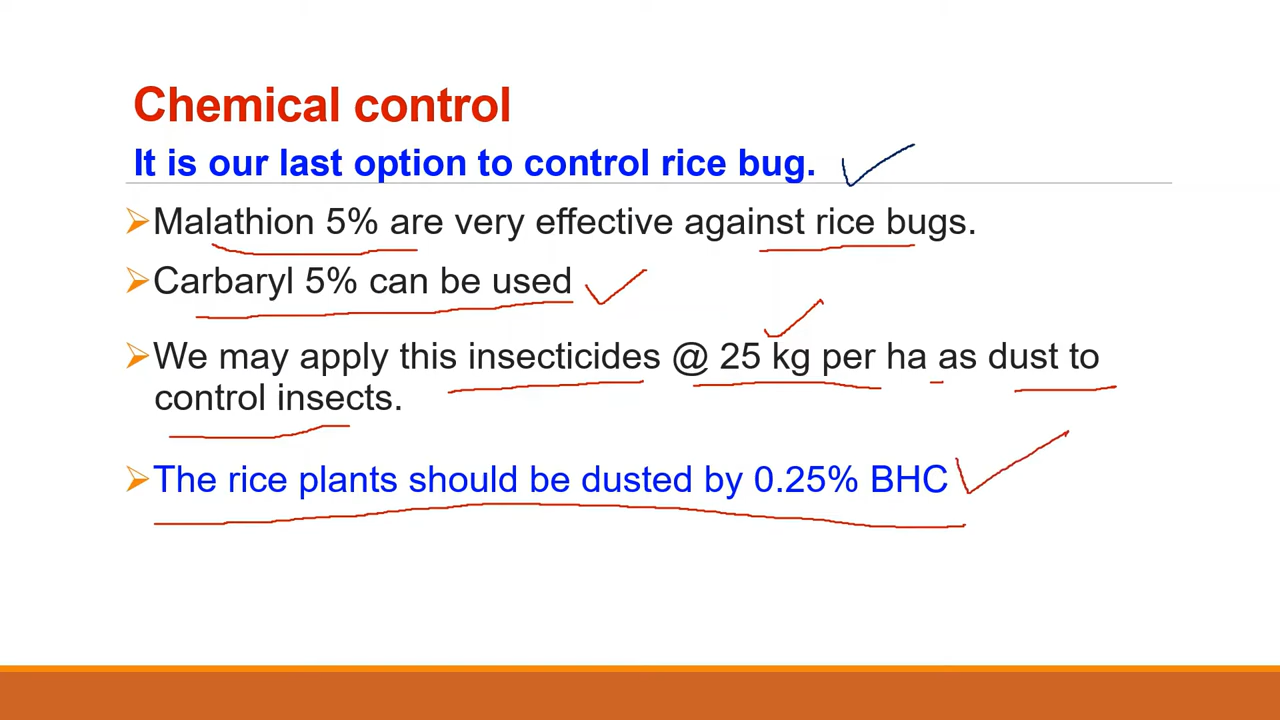 Chemical control
It is our last option to control rice bug.
Malathion 5% are very effective against rice bugs.
Carbaryl 5% can be used
We may apply this insecticides @ 25 kg per ha as dust to
control insects.
The rice plants should be dusted by 0.25% BHC